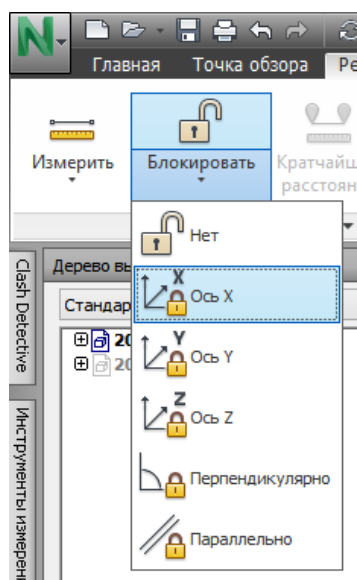 Главная Точка обзора Ре
Измерить Блокировать Кратчайш
расстоян
Нет
Clash Detective
Дерево вы
Ось X
Стандар
20
20
Ось Y
Ось Z
Инструменты измерени
Перпендикулярно
Параллельно